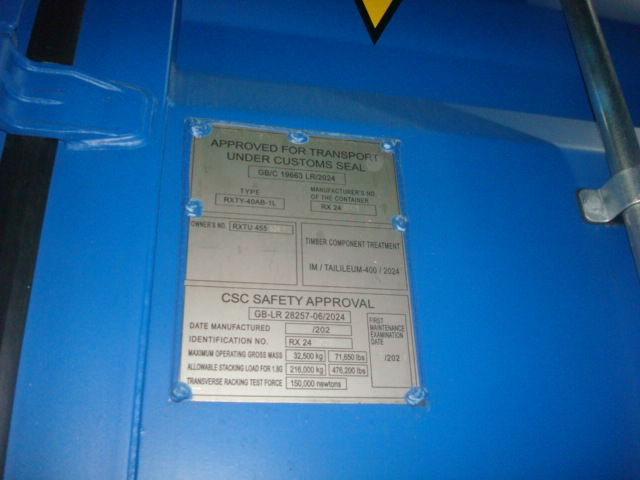 APPROVED FOR TRANSPORT
UNDER CUSTOMS SEAL
GB/C 19663 LR/2024
TYPE
RXTY-40AB-1L
MANUFACTURER'S NO.
OF THE CONTAINER
RX 24
OWNER'S NO. RXTU 455
TIMBER COMPONENT TREATMENT
IM / TAILILEUM-400 / 2024
CSC SAFETY APPROVAL
GB-LR 28257-06/2024
DATE MANUFACTURED /202
IDENTIFICATION NO. RX 24
MAXIMUM OPERATING GROSS MASS 32,500 kg 71,650 lbs
ALLOWABLE STACKING LOAD FOR 1.8G 216,000 kg 476,200 lbs
TRANSVERSE RACKING TEST FORCE 150,000 newtons
FIRST
MAINTENANCE
EXAMINATION
DATE
/202